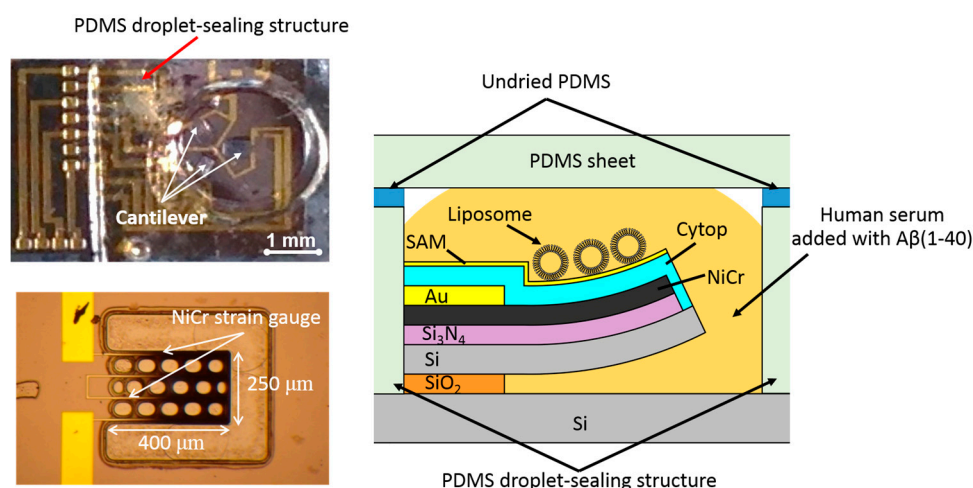 PDMS droplet-sealing structure
Cantilever
1 mm
NiCr strain gauge
250 μm
400 μm
Undried PDMS
PDMS sheet
Liposome
SAM
Cytop
Human serum
added with Aβ(1-40)
NiCr
Au
Si₃N₄
Si
SiO₂
Si
PDMS droplet-sealing structure